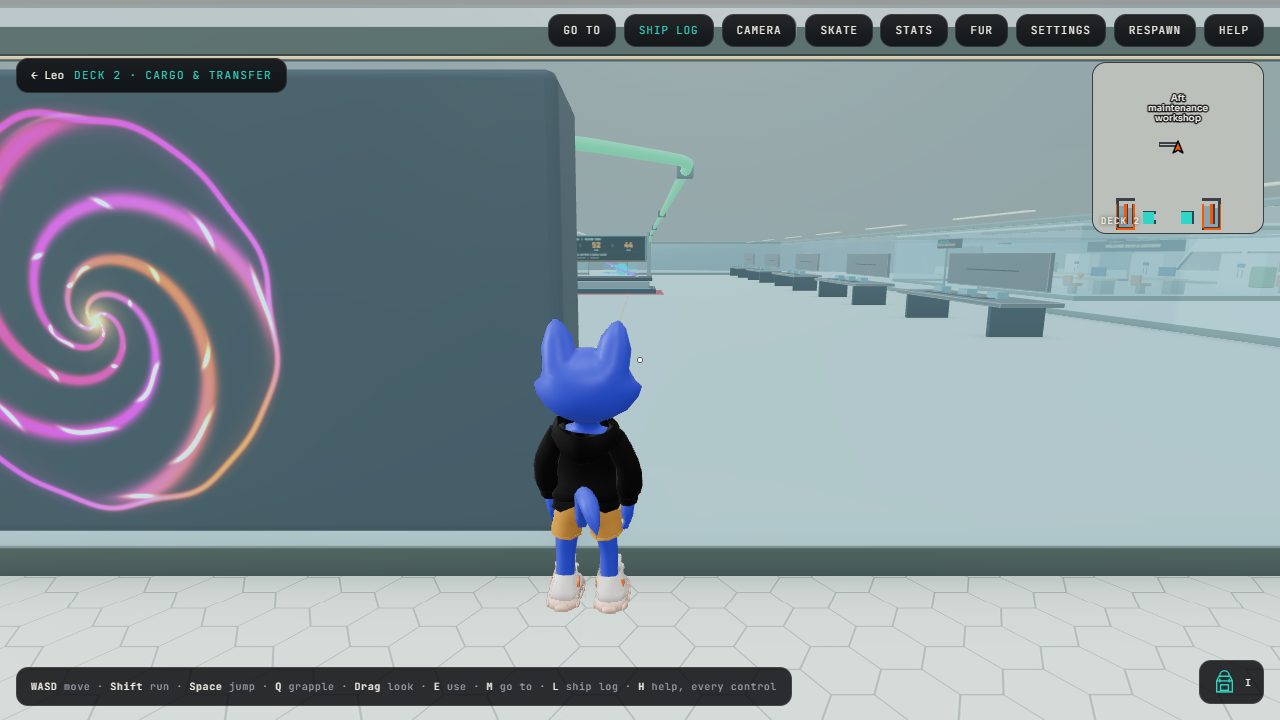 GO TO
SHIP LOG
CAMERA
SKATE
STATS
FUR
SETTINGS
RESPAWN
HELP
← Leo DECK 2 · CARGO & TRANSFER
Aft
maintenance
workshop
DECK 2
52
44
WASD move · Shift run · Space jump · Q grapple · Drag look · E use · M go to · L ship log · H help, every control
I